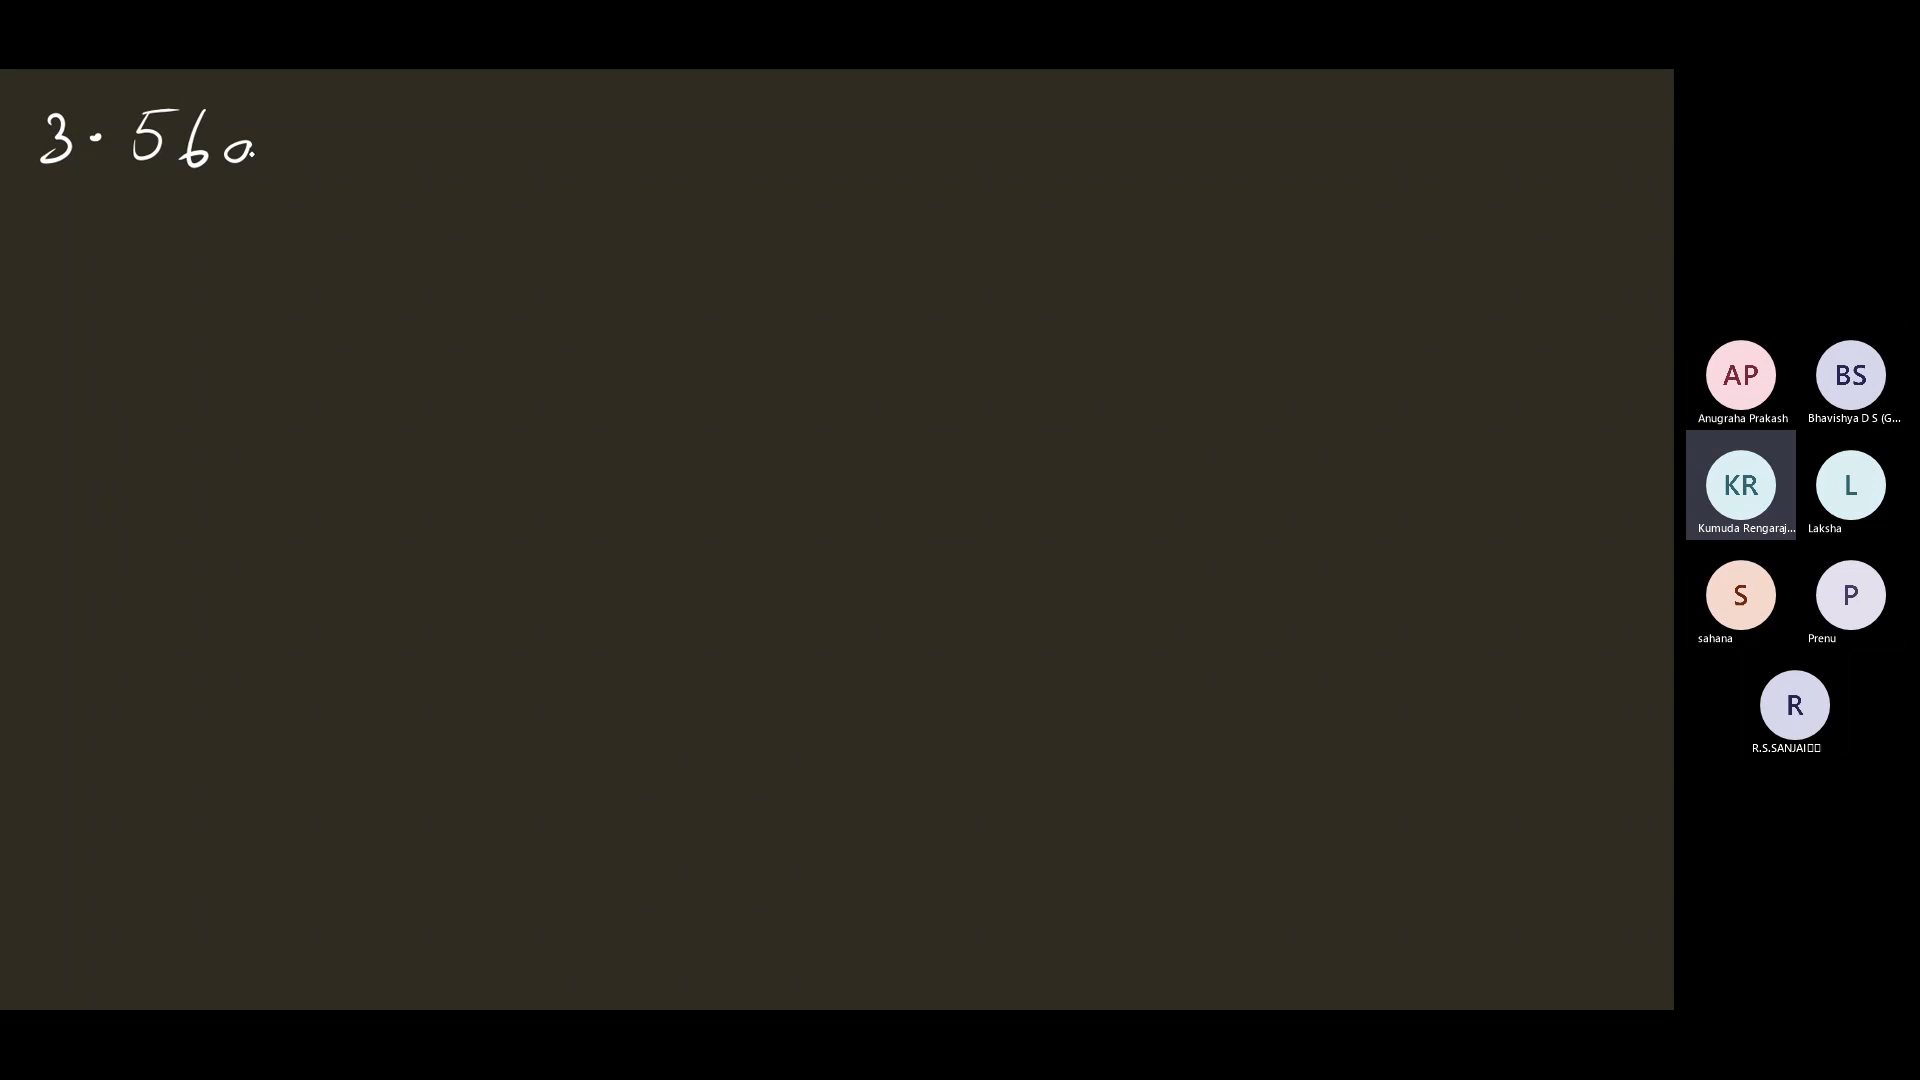 3. 560.
AP
BS
Anugraha Prakash
Bhavishya D S (G...
KR
L
Kumuda Rengaraj...
Laksha
S
P
sahana
Prenu
R
R.S.SANJAI